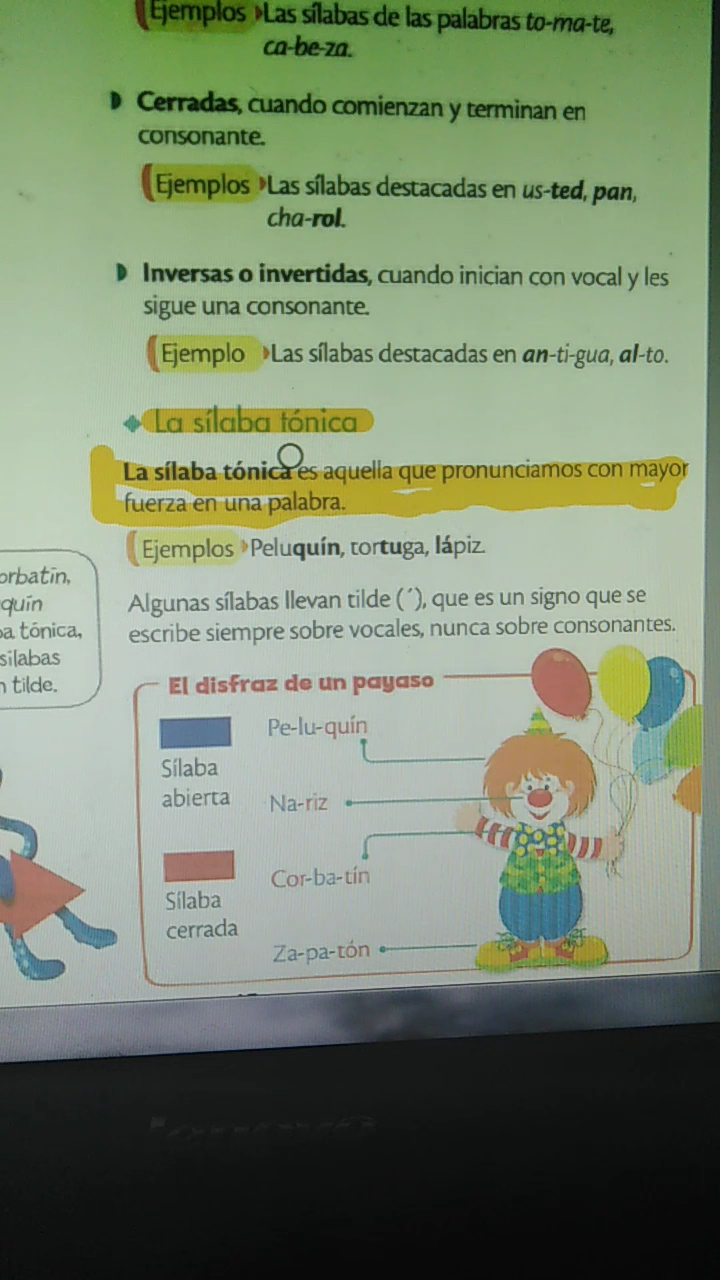 Ejemplos Las sílabas de las palabras to-ma-te,
ca-be-za.
Cerradas, cuando comienzan y terminan en
consonante.
Ejemplos Las sílabas destacadas en us-ted, pan,
cha-rol.
Inversas o invertidas, cuando inician con vocal y les
sigue una consonante.
Ejemplo Las sílabas destacadas en an-ti-gua, al-to.
La sílaba tónica
La sílaba tónica es aquella que pronunciamos con mayor
fuerza en una palabra.
Ejemplos Peluquín, tortuga, lápiz.
Algunas sílabas llevan tilde (´), que es un signo que se
escribe siempre sobre vocales, nunca sobre consonantes.
orbatín,
quín
a tónica,
sílabas
tilde.
El disfraz de un payaso
Sílaba
abierta
Sílaba
cerrada
Pe-lu-quín
Na-riz
Cor-ba-tín
Za-pa-tón